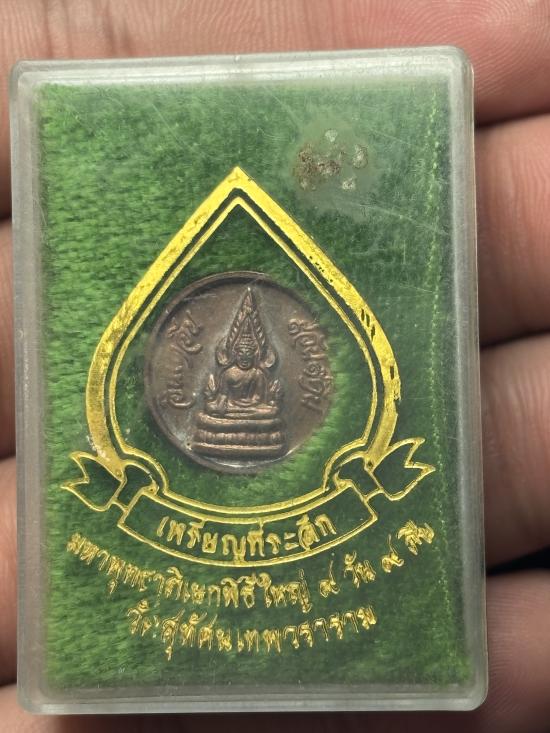 เหรียญที่ระลึก
มหาพุทธาภิเษกพิธีใหญ่ ๙ วัน ๙ คืน
วัดสุทัศนเทพวราราม